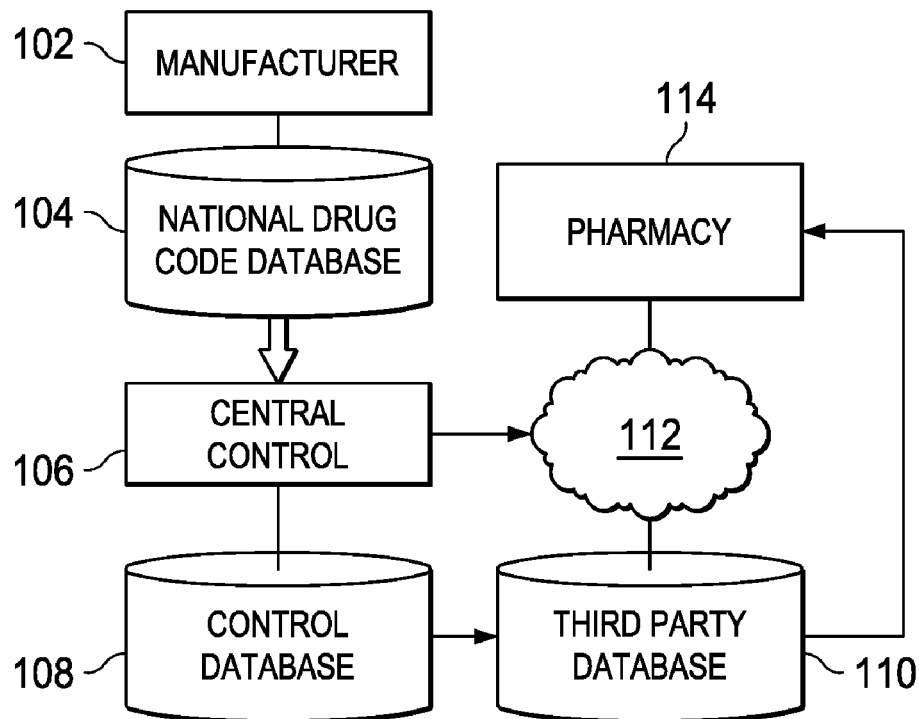 102
MANUFACTURER
104
NATIONAL DRUG
CODE DATABASE
114
PHARMACY
106
CENTRAL
CONTROL
112
108
CONTROL
DATABASE
THIRD PARTY
DATABASE
110